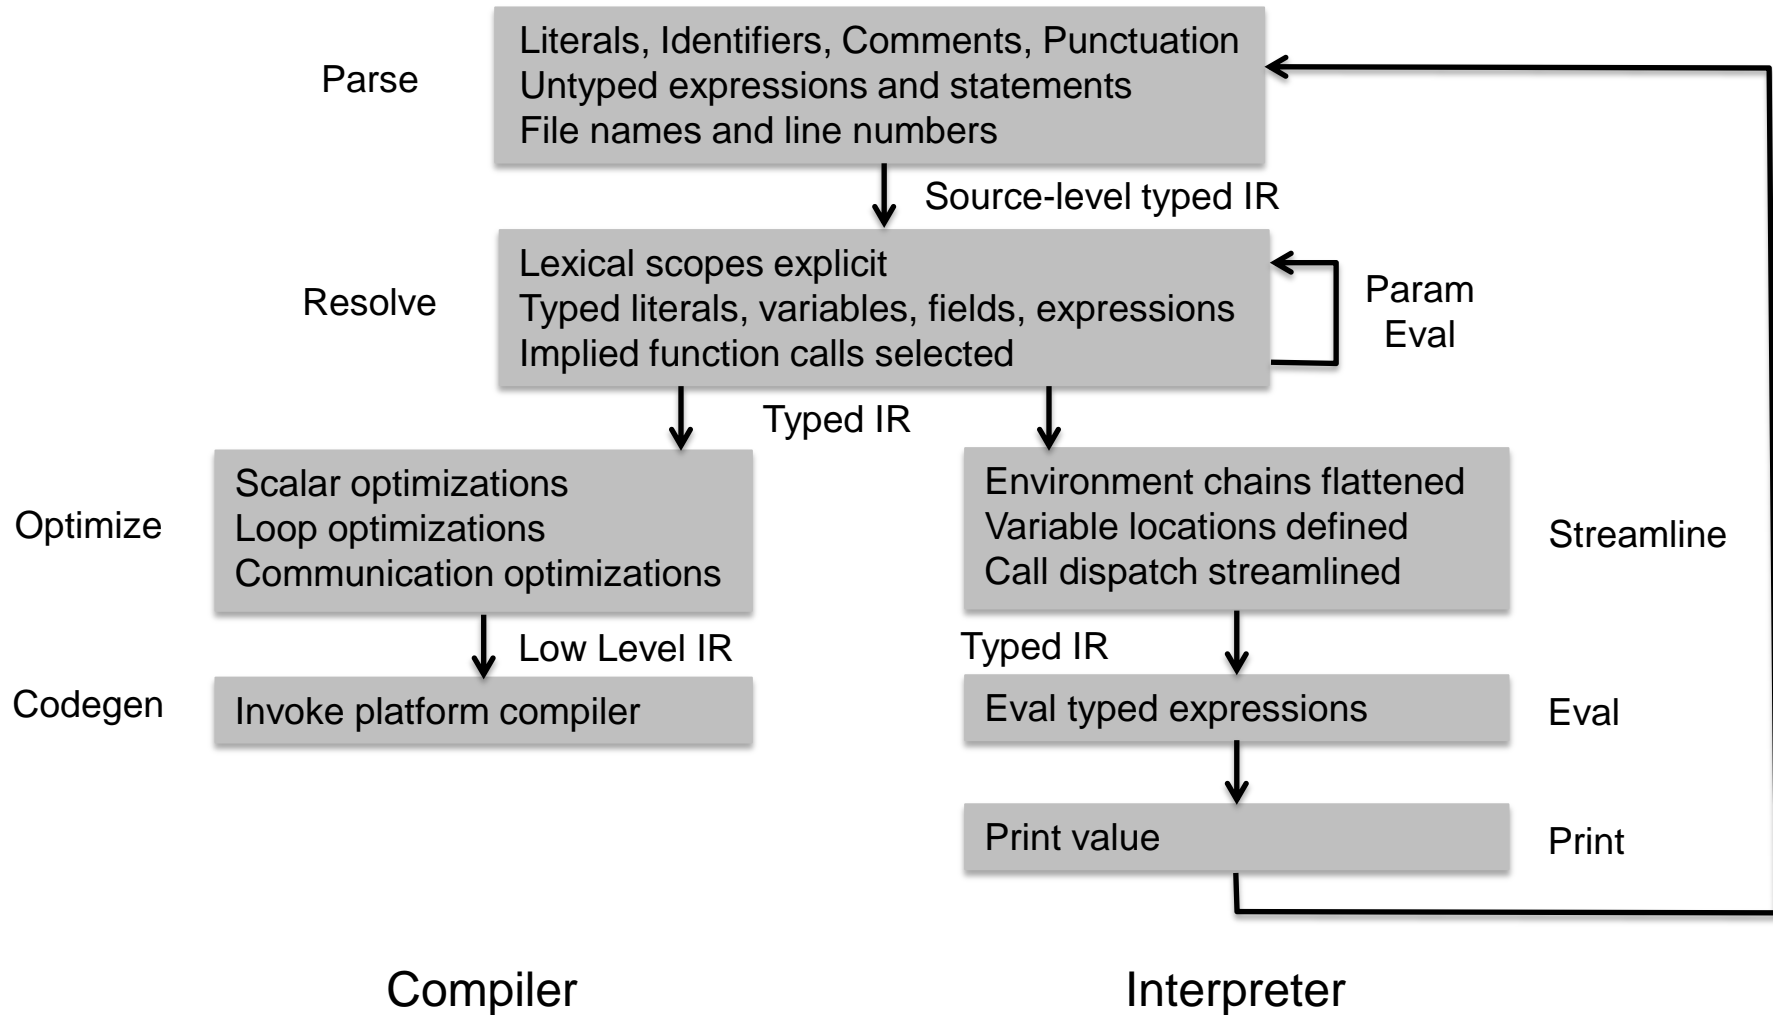 Parse
Literals, Identifiers, Comments, Punctuation
Untyped expressions and statements
File names and line numbers
Source-level typed IR
Resolve
Lexical scopes explicit
Typed literals, variables, fields, expressions
Implied function calls selected
Param
Eval
Typed IR
Optimize
Scalar optimizations
Loop optimizations
Communication optimizations
Environment chains flattened
Variable locations defined
Call dispatch streamlined
Streamline
Low Level IR
Typed IR
Codegen
Invoke platform compiler
Eval typed expressions
Eval
Print value
Print
Compiler
Interpreter